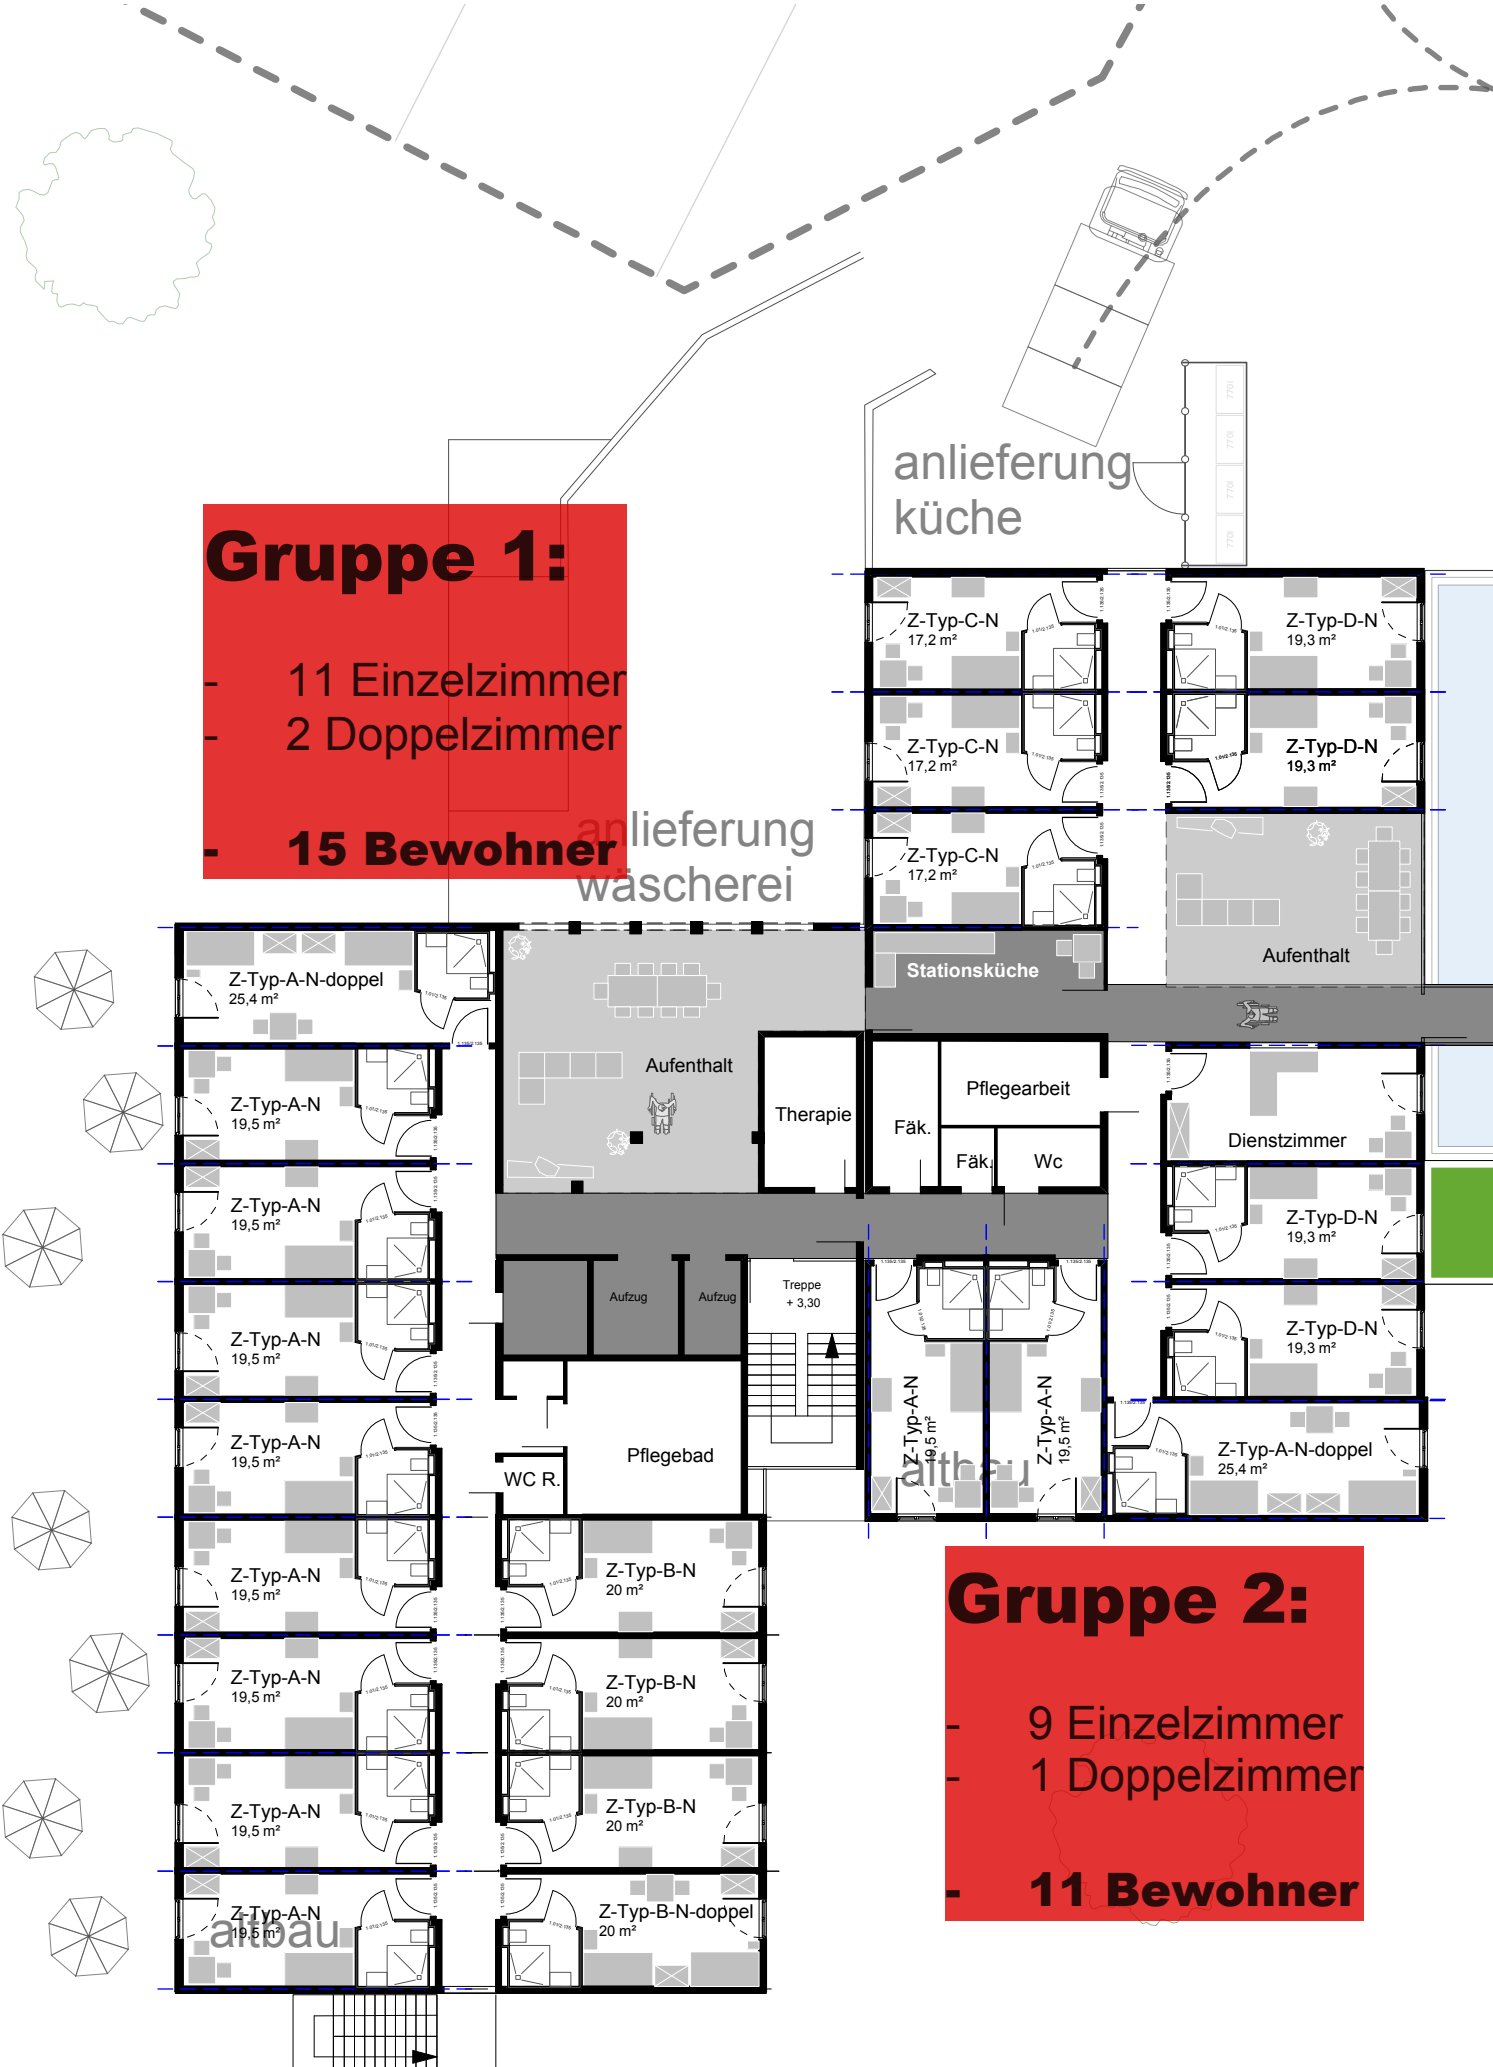 anlieferung
küche
770l
770l
770l
770l
Gruppe 1:
- 11 Einzelzimmer
- 2 Doppelzimmer
- 15 Bewohner
anlieferung
wäscherei
Z-Typ-C-N
17,2 m²
Z-Typ-D-N
19,3 m²
Z-Typ-C-N
17,2 m²
Z-Typ-D-N
19,3 m²
Z-Typ-C-N
17,2 m²
Aufenthalt
Stationsküche
Z-Typ-A-N-doppel
25,4 m²
Aufenthalt
Therapie
Fäk.
Pflegearbeit
Fäk.
Wc
Dienstzimmer
Z-Typ-A-N
19,5 m²
Z-Typ-A-N
19,5 m²
Z-Typ-D-N
19,3 m²
Aufzug
Aufzug
Treppe
+ 3,30
Z-Typ-A-N
19,5 m²
Z-Typ-D-N
19,3 m²
Z-Typ-A-N
19,5 m²
Z-Typ-A-N
19,5 m²
altbau
Z-Typ-A-N-doppel
25,4 m²
Z-Typ-A-N
19,5 m²
Pflegebad
WC R.
Z-Typ-A-N
19,5 m²
Z-Typ-B-N
20 m²
Z-Typ-A-N
19,5 m²
Z-Typ-B-N
20 m²
Z-Typ-A-N
19,5 m²
Z-Typ-B-N
20 m²
Z-Typ-A-N
19,5 m²
altbau
Z-Typ-B-N-doppel
20 m²
Gruppe 2:
- 9 Einzelzimmer
- 1 Doppelzimmer
- 11 Bewohner